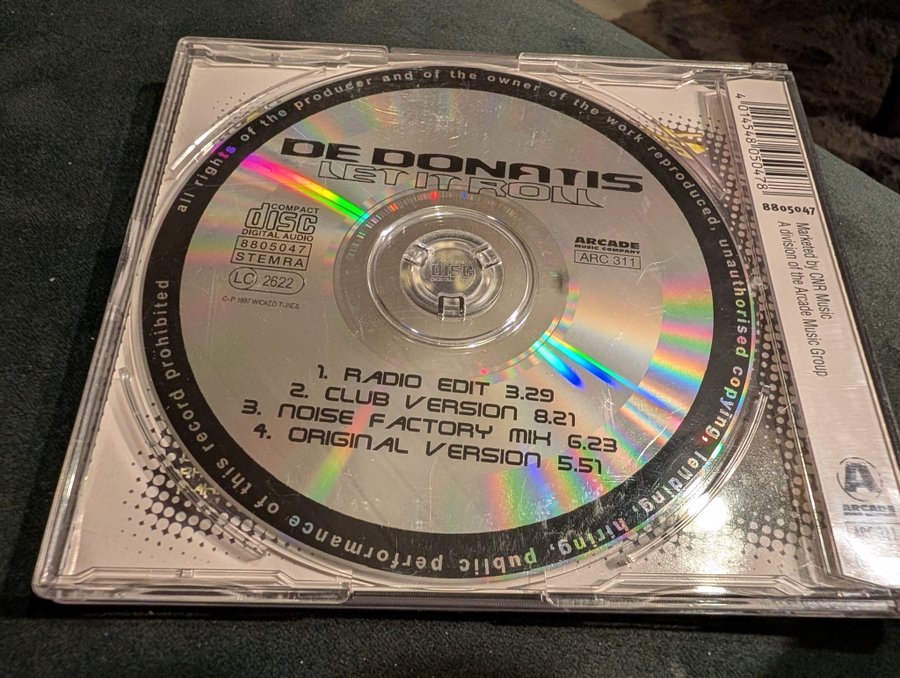 all rights of the producer and of the owner of the work reproduced, unauthorised copying, lending, hiring, public performance of this record prohibited
DE DONATIS
LET IT ROLL
COMPACT
disc
DIGITAL AUDIO
8805047
STEMRA
LC 2622
C+P 1997 WICKED TUNES
ARCADE
MUSIC COMPANY
ARC 311
disc
1. RADIO EDIT 3.29
2. CLUB VERSION 8.21
3. NOISE FACTORY MIX 6.23
4. ORIGINAL VERSION 5.51
4 014548 050478
8805047
Marketed by CNR Music
A division of the Arcade Music Group
A
ARCADE